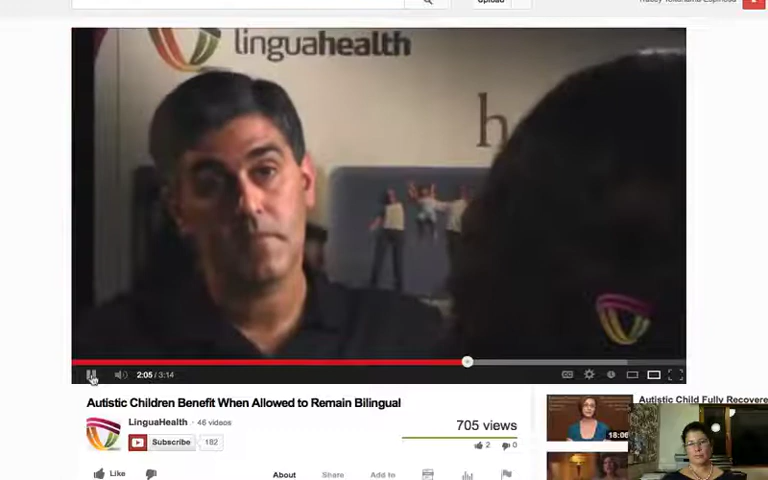 Upload
linguahealth
h
2:05 / 3:14
Autistic Children Benefit When Allowed to Remain Bilingual
LinguaHealth · 46 videos
Subscribe 182
705 views
2 0
Like
About Share Add to
Autistic Child Fully Recovere
18:06